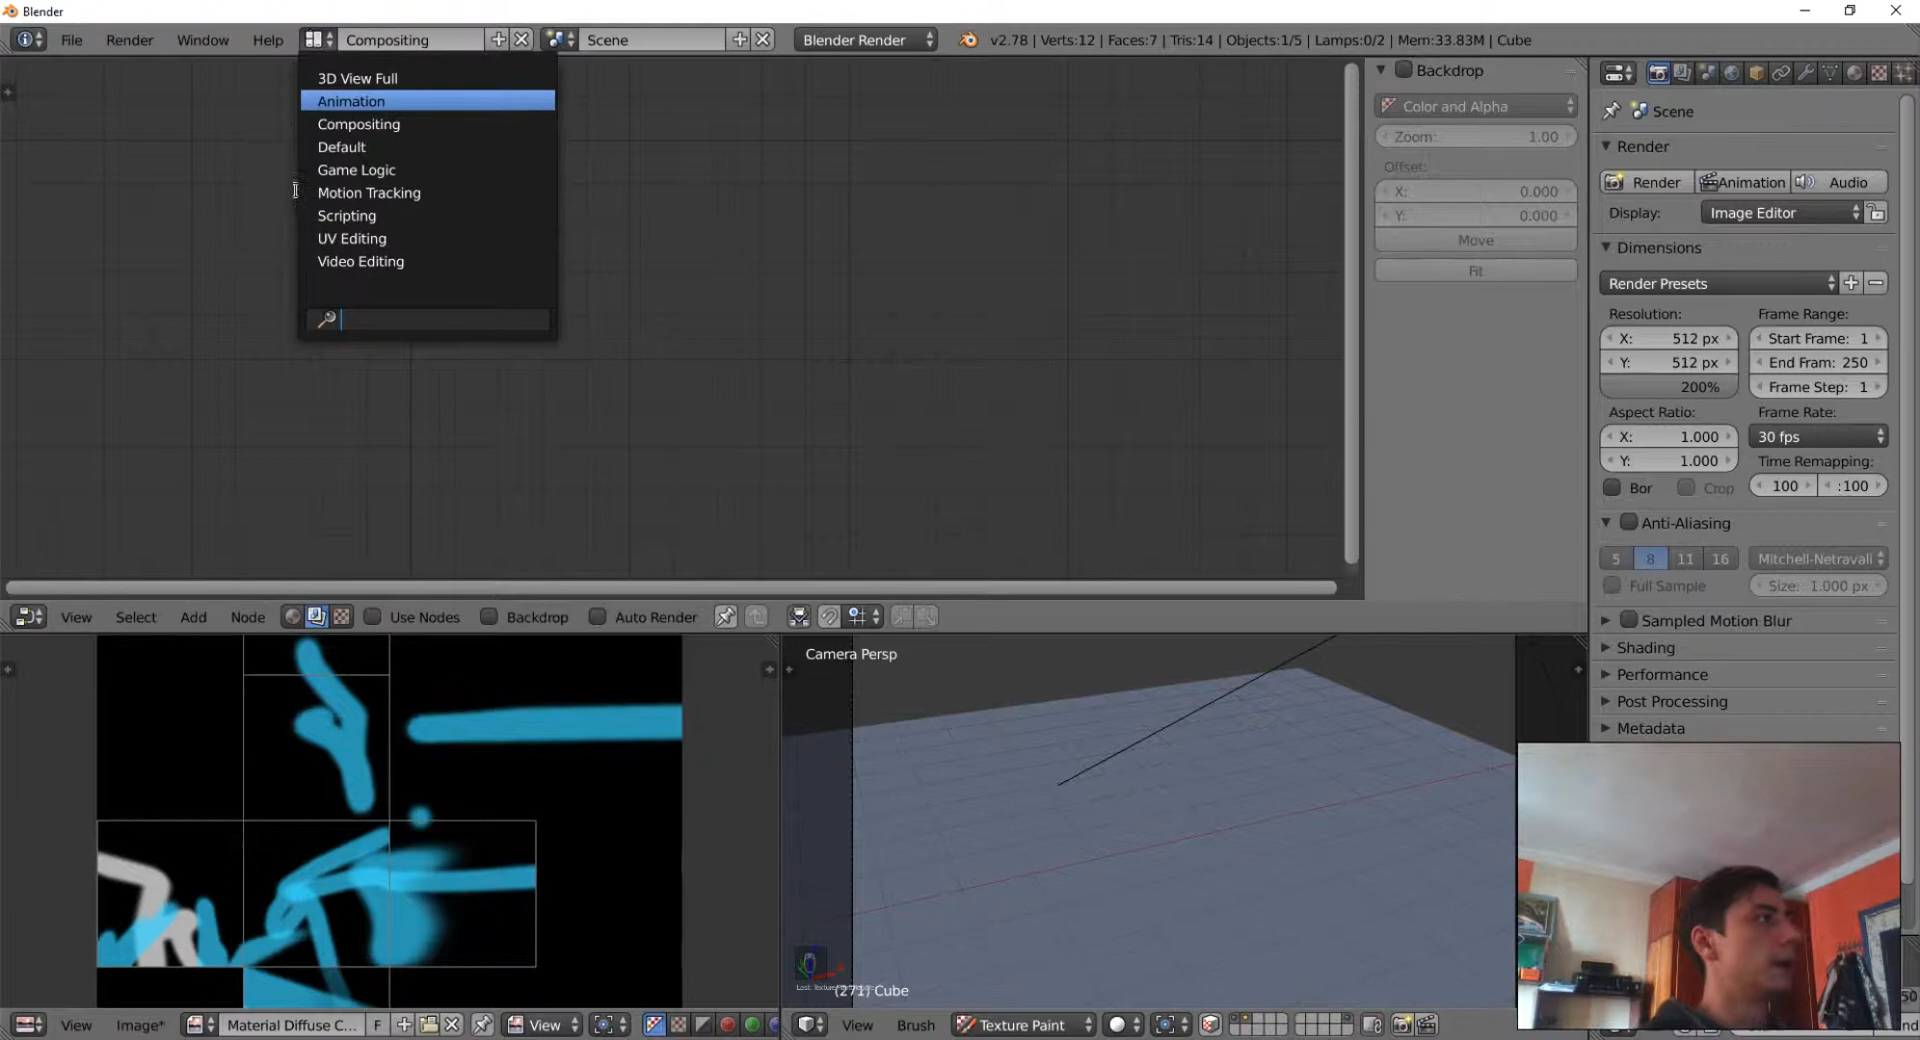 Blender
File Render Window Help Compositing Scene Blender Render v2.78 | Verts:12 | Faces:7 | Tris:14 | Objects:1/5 | Lamps:0/2 | Mem:33.83M | Cube
3D View Full
Animation
Compositing
Default
Game Logic
Motion Tracking
Scripting
UV Editing
Video Editing
Backdrop
Color and Alpha
Zoom: 1.00
Offset:
X: 0.000
Y: 0.000
Move
Fit
Scene
Render
Render Animation Audio
Display: Image Editor
Dimensions
Render Presets
Resolution: Frame Range:
X: 512 px Start Frame: 1
Y: 512 px End Fram: 250
200% Frame Step: 1
Aspect Ratio: Frame Rate:
X: 1.000 30 fps
Y: 1.000 Time Remapping:
Bor Crop 100 :100
Anti-Aliasing
5 8 11 16 Mitchell-Netravali
Full Sample Size: 1.000 px
Sampled Motion Blur
Shading
Performance
Post Processing
Metadata
View Select Add Node Use Nodes Backdrop Auto Render
Camera Persp
(271) Cube
View Image* Material Diffuse C... F View
View Brush Texture Paint